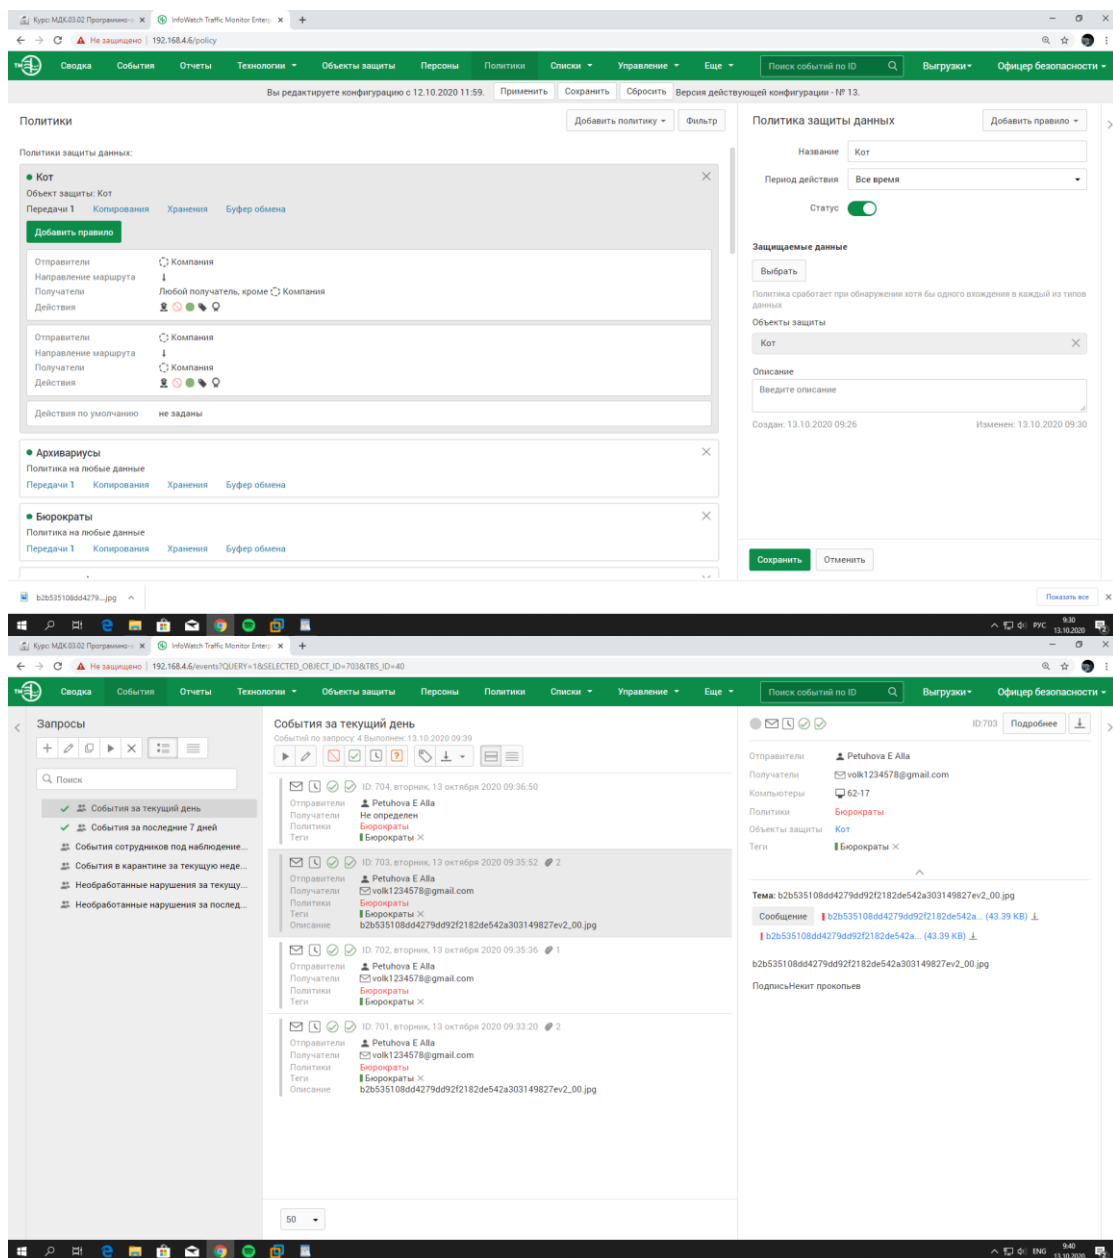 Курс: МДК.03.02 Программно-
InfoWatch Traffic Monitor Enterp
Не защищено | 192.168.4.6/policy
Сводка События Отчеты Технологии Объекты защиты Персоны Политики Списки Управление Еще Поиск событий по ID Выгрузки Офицер безопасности
Вы редактируете конфигурацию с 12.10.2020 11:59. Применить Сохранить Сбросить Версия действующей конфигурации - № 13.
Политики
Добавить политику Фильтр
Политики защиты данных:
Кот
Объект защиты: Кот
Передачи 1 Копирования Хранения Буфер обмена
Добавить правило
Отправители Компания
Направление маршрута
Получатели Любой получатель, кроме Компания
Действия
Отправители Компания
Направление маршрута
Получатели Компания
Действия
Действия по умолчанию не заданы
Архивариусы
Политика на любые данные
Передачи 1 Копирования Хранения Буфер обмена
Бюрократы
Политика на любые данные
Передачи 1 Копирования Хранения Буфер обмена
Политика защиты данных
Добавить правило
Название Кот
Период действия Все время
Статус
Защищаемые данные
Выбрать
Политика сработает при обнаружении хотя бы одного вхождения в каждый из типов
данных
Объекты защиты
Кот
Описание
Введите описание
Создан: 13.10.2020 09:26 Изменен: 13.10.2020 09:30
Сохранить Отменить
b2b535108dd4279....jpg
Показать все
РУС 9:30
13.10.2020
Курс: МДК.03.02 Программно-
InfoWatch Traffic Monitor Enterp
Не защищено | 192.168.4.6/events?QUERY=1&SELECTED_OBJECT_ID=703&TBS_ID=40
Сводка События Отчеты Технологии Объекты защиты Персоны Политики Списки Управление Еще Поиск событий по ID Выгрузки Офицер безопасности
Запросы
Поиск
События за текущий день
События за последние 7 дней
События сотрудников под наблюдение...
События в карантине за текущую неде...
Необработанные нарушения за текущу...
Необработанные нарушения за послед...
События за текущий день
Событий по запросу: 4 Выполнен: 13.10.2020 09:39
ID: 704, вторник, 13 октября 2020 09:36:50
Отправители Petuhova E Alla
Получатели Не определен
Политики Бюрократы
Теги Бюрократы
ID: 703, вторник, 13 октября 2020 09:35:52 2
Отправители Petuhova E Alla
Получатели volk1234578@gmail.com
Политики Бюрократы
Теги Бюрократы
Описание b2b535108dd4279dd92f2182de542a303149827ev2_00.jpg
ID: 702, вторник, 13 октября 2020 09:35:36 1
Отправители Petuhova E Alla
Получатели volk1234578@gmail.com
Политики Бюрократы
Теги Бюрократы
ID: 701, вторник, 13 октября 2020 09:33:20 2
Отправители Petuhova E Alla
Получатели volk1234578@gmail.com
Политики Бюрократы
Теги Бюрократы
Описание b2b535108dd4279dd92f2182de542a303149827ev2_00.jpg
50
ID:703 Подробнее
Отправители Petuhova E Alla
Получатели volk1234578@gmail.com
Компьютеры 62-17
Политики Бюрократы
Объекты защиты Кот
Теги Бюрократы
Тема: b2b535108dd4279dd92f2182de542a303149827ev2_00.jpg
Сообщение b2b535108dd4279dd92f2182de542a... (43.39 KB)
b2b535108dd4279dd92f2182de542a... (43.39 KB)
b2b535108dd4279dd92f2182de542a303149827ev2_00.jpg
ПодписьНекит прокопьев
ENG 9:40
13.10.2020